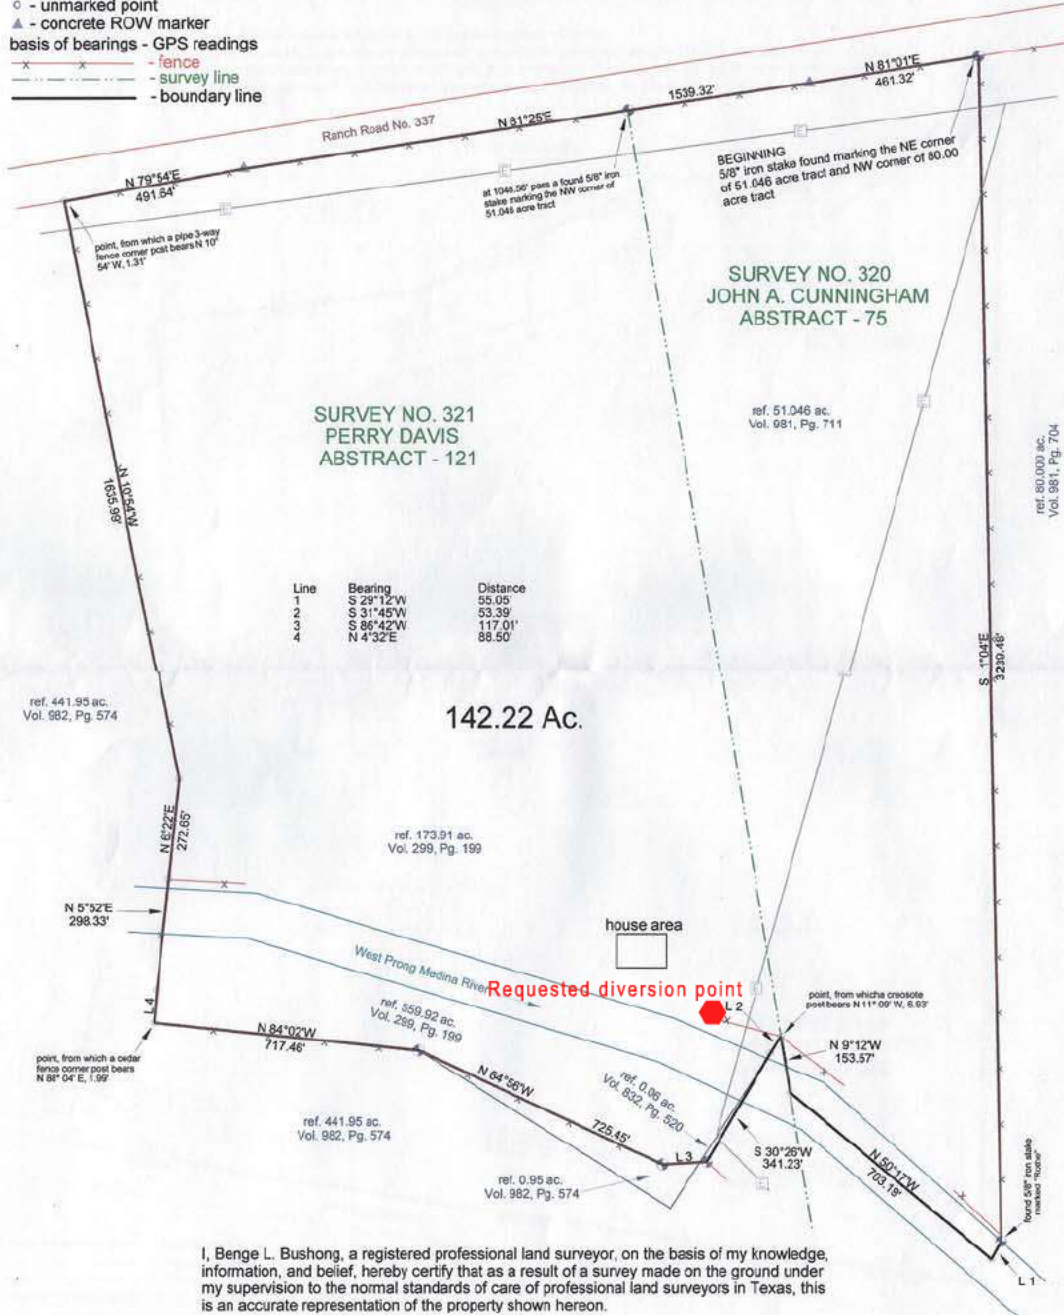 - unmarked point
- concrete ROW marker
basis of bearings - GPS readings
- fence
- survey line
- boundary line
Ranch Road No. 337
N 79°54'E
491.64'
N 81°25'E
1539.32'
N 81°01'E
461.32'
at 1046.56' pass a found 5/8" iron
stake marking the NW corner of
51.046 acre tract
BEGINNING
5/8" iron stake found marking the NE corner
of 51.046 acre tract and NW corner of 80.00
acre tract
point, from which a pipe 3-way
fence corner post bears N 10°
54' W, 1.31'
SURVEY NO. 320
JOHN A. CUNNINGHAM
ABSTRACT - 75
SURVEY NO. 321
PERRY DAVIS
ABSTRACT - 121
ref. 51.046 ac.
Vol. 981, Pg. 711
ref. 80.000 ac.
Vol. 981, Pg. 704
N 10°54'W
1635.99'
Line Bearing Distance
1 S 29°12'W 55.05'
2 S 31°45'W 53.39'
3 S 86°42'W 117.01'
4 N 4°32'E 88.50'
S 1°04'E
3230.46'
ref. 441.95 ac.
Vol. 982, Pg. 574
142.22 Ac.
N 6°22'E
272.65'
ref. 173.91 ac.
Vol. 299, Pg. 199
N 5°52'E
298.33'
house area
West Prong Medina River
Requested diversion point
L 2
point, from which a creosote
post bears N 11° 09' W, 6.93'
L 4
ref. 559.92 ac.
Vol. 299, Pg. 199
N 84°02'W
717.46'
N 9°12'W
153.57'
point, from which a cedar
fence corner post bears
N 88° 04' E, 1.99'
N 64°56'W
725.45'
ref. 0.06 ac.
Vol. 832, Pg. 520
ref. 441.95 ac.
Vol. 982, Pg. 574
L 3
S 30°26'W
341.23'
N 50°17'W
703.19'
ref. 0.95 ac.
Vol. 982, Pg. 574
found 5/8" iron stake
marked
L 1
I, Benge L. Bushong, a registered professional land surveyor, on the basis of my knowledge,
information, and belief, hereby certify that as a result of a survey made on the ground under
my supervision to the normal standards of care of professional land surveyors in Texas, this
is an accurate representation of the property shown hereon.